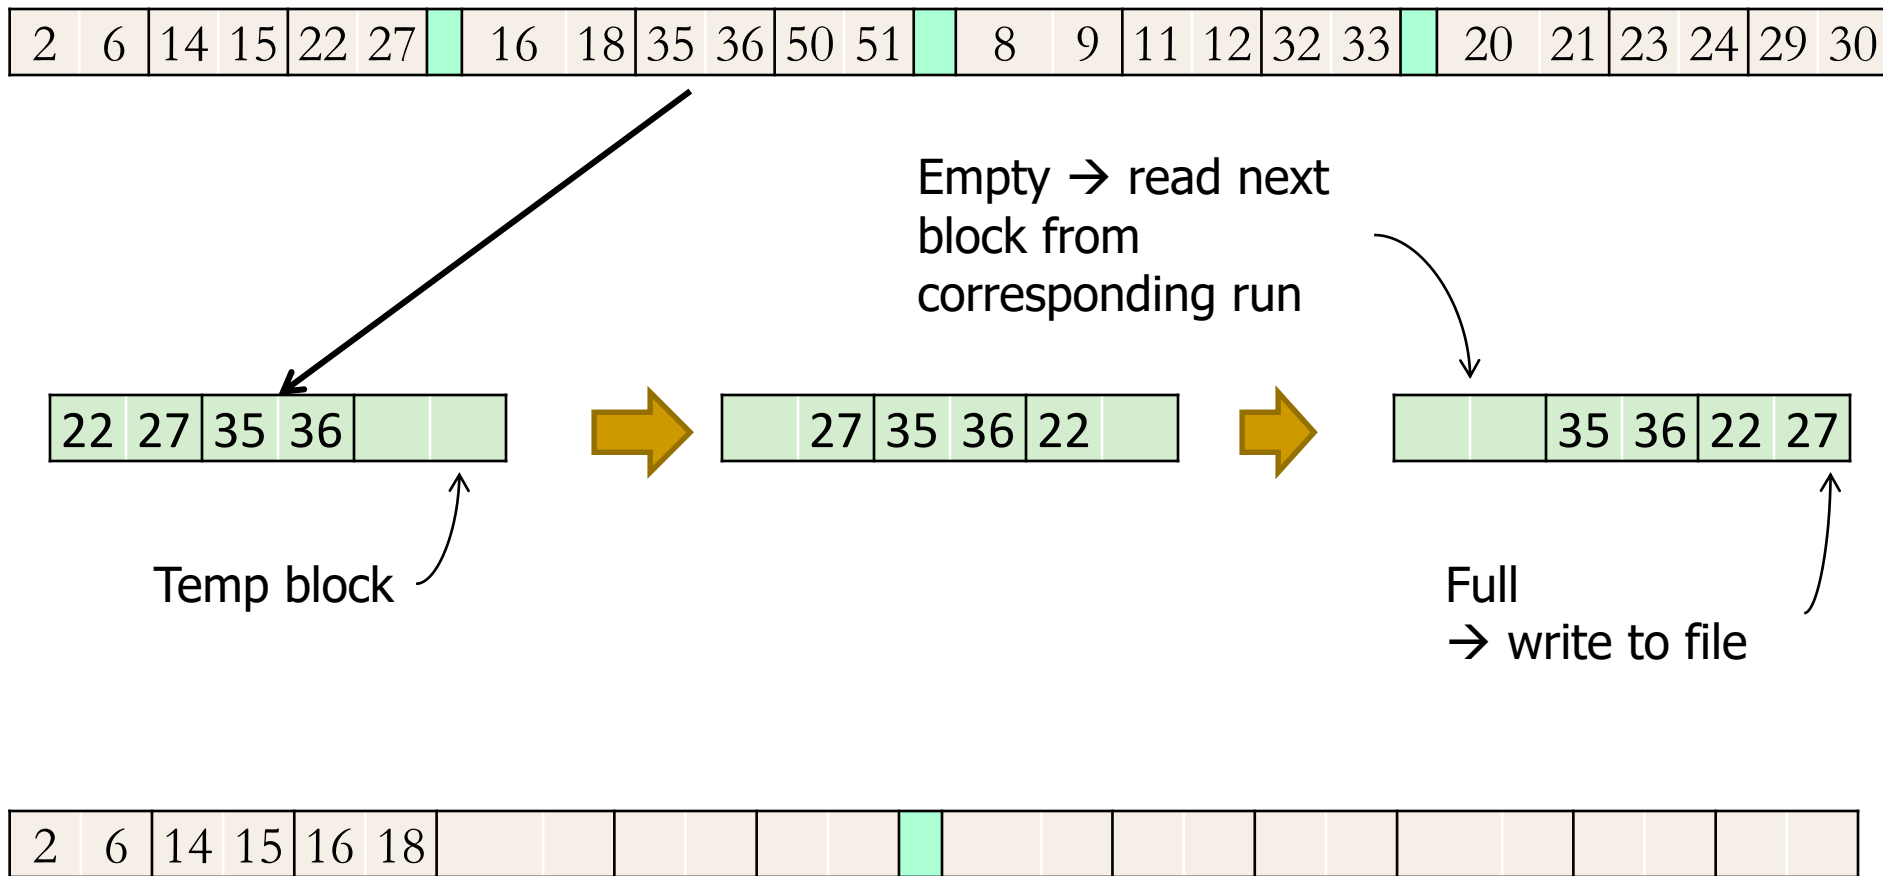 2 6 14 15 22 27 16 18 35 36 50 51 8 9 11 12 32 33 20 21 23 24 29 30
Empty → read next
block from
corresponding run
22 27 35 36
27 35 36 22
35 36 22 27
Temp block
Full
→ write to file
2 6 14 15 16 18